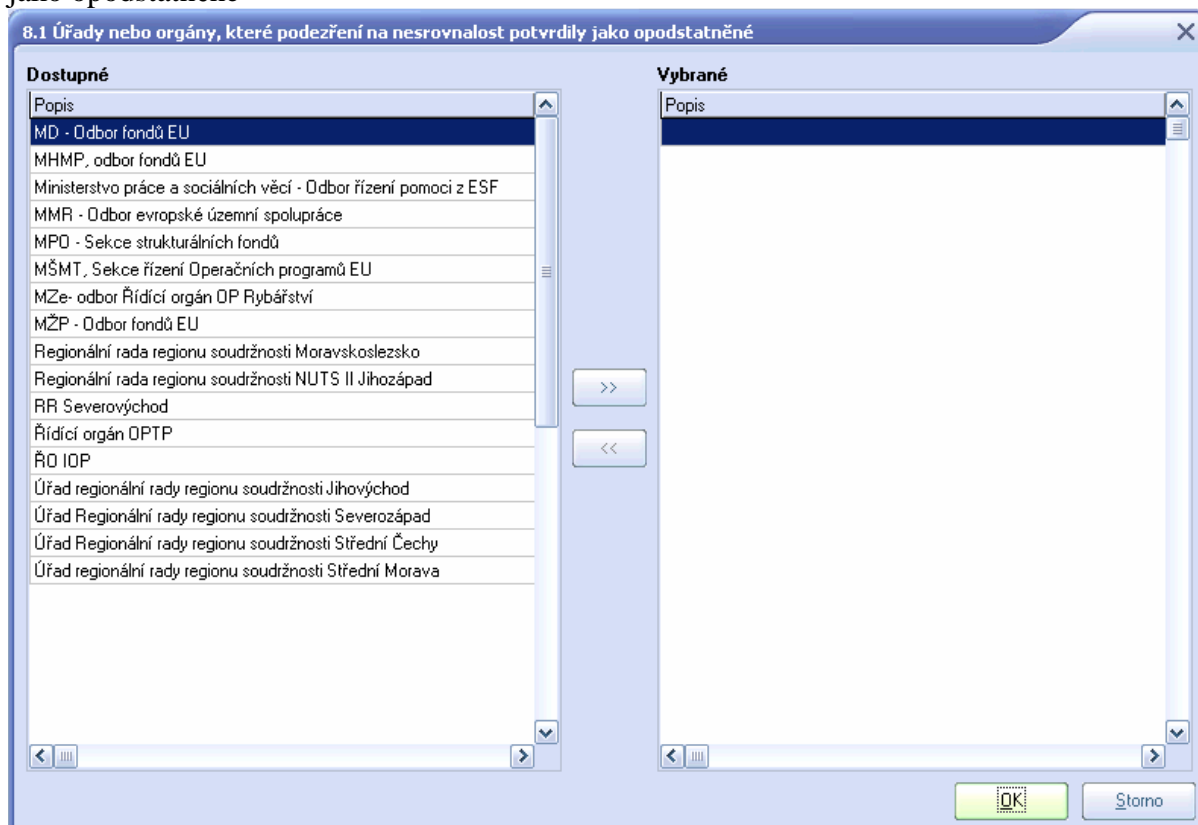 jako opodstatněné
8.1 Úřady nebo orgány, které podezření na nesrovnalost potvrdily jako opodstatněné
Dostupné
Vybrané
Popis
Popis
MD - Odbor fondů EU
MHMP, odbor fondů EU
Ministerstvo práce a sociálních věcí - Odbor řízení pomoci z ESF
MMR - Odbor evropské územní spolupráce
MPO - Sekce strukturálních fondů
MŠMT, Sekce řízení Operačních programů EU
MZe- odbor Řídící orgán OP Rybářství
MŽP - Odbor fondů EU
Regionální rada regionu soudržnosti Moravskoslezsko
Regionální rada regionu soudržnosti NUTS II Jihozápad
RR Severovýchod
Řídící orgán OPTP
ŘO IOP
Úřad regionální rady regionu soudržnosti Jihovýchod
Úřad Regionální rady regionu soudržnosti Severozápad
Úřad Regionální rady regionu soudržnosti Střední Čechy
Úřad regionální rady regionu soudržnosti Střední Morava
>>
<<
OK
Storno